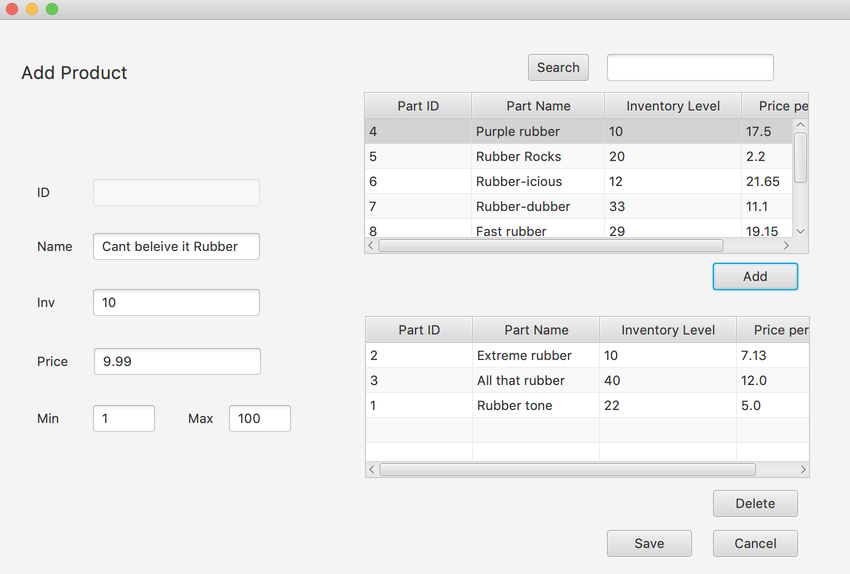 Add Product
Search
Part ID Part Name Inventory Level Price pe
4 Purple rubber 10 17.5
5 Rubber Rocks 20 2.2
6 Rubber-icious 12 21.65
7 Rubber-dubber 33 11.1
8 Fast rubber 29 19.15
Add
ID
Name Cant beleive it Rubber
Inv 10
Price 9.99
Min 1 Max 100
Part ID Part Name Inventory Level Price per
2 Extreme rubber 10 7.13
3 All that rubber 40 12.0
1 Rubber tone 22 5.0
Delete
Save Cancel